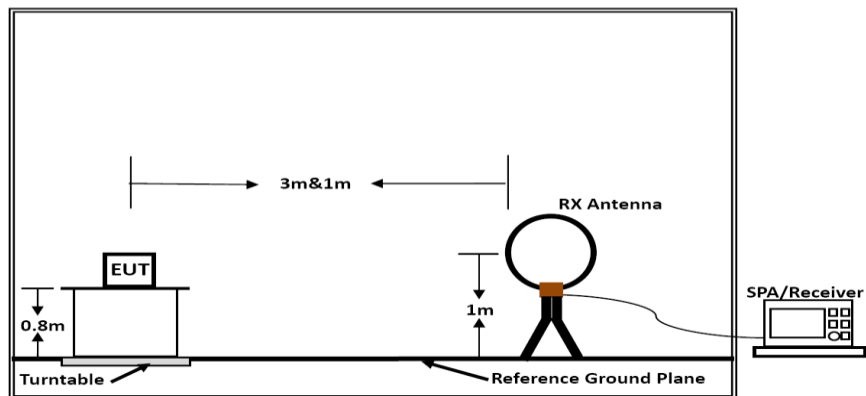 3m&1m
RX Antenna
EUT
SPA/Receiver
1m
0.8m
Turntable
Reference Ground Plane